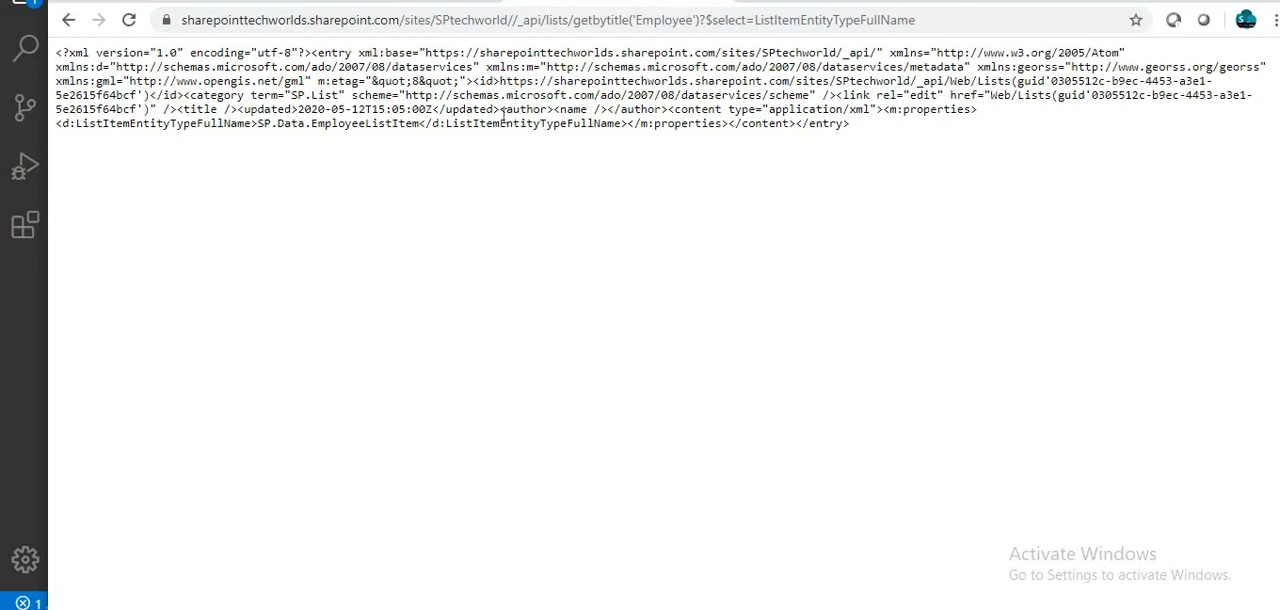 1
sharepointtechworlds.sharepoint.com/sites/SPtechworld//_api/lists/getbytitle('Employee')?$select=ListItemEntityTypeFullName
<?xml version="1.0" encoding="utf-8"?><entry xml:base="https://sharepointtechworlds.sharepoint.com/sites/SPtechworld/_api/" xmlns="http://www.w3.org/2005/Atom"
xmlns:d="http://schemas.microsoft.com/ado/2007/08/dataservices" xmlns:m="http://schemas.microsoft.com/ado/2007/08/dataservices/metadata" xmlns:georss="http://www.georss.org/georss"
xmlns:gml="http://www.opengis.net/gml" m:etag="&quot;8&quot;"><id>https://sharepointtechworlds.sharepoint.com/sites/SPtechworld/_api/Web/Lists(guid'0305512c-b9ec-4453-a3e1-
5e2615f64bcf')</id><category term="SP.List" scheme="http://schemas.microsoft.com/ado/2007/08/dataservices/scheme" /><link rel="edit" href="Web/Lists(guid'0305512c-b9ec-4453-a3e1-
5e2615f64bcf')" /><title /><updated>2020-05-12T15:05:00Z</updated><author><name /></author><content type="application/xml"><m:properties>
<d:ListItemEntityTypeFullName>SP.Data.EmployeeListItem</d:ListItemEntityTypeFullName></m:properties></content></entry>
Activate Windows
Go to Settings to activate Windows.
1